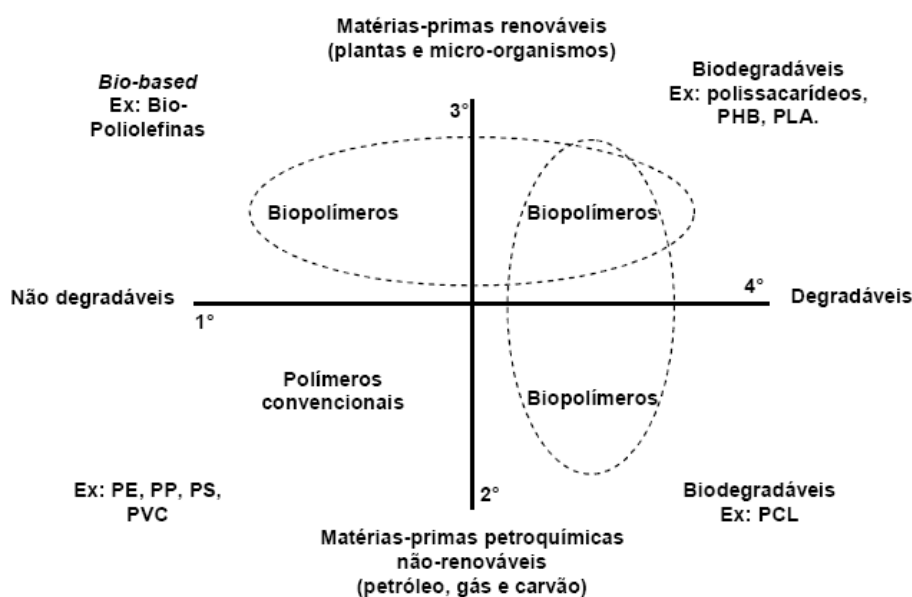 Matérias-primas renováveis
(plantas e micro-organismos)
Bio-based
Ex: Bio-
Poliolefinas
Biodegradáveis
Ex: polissacarídeos,
PHB, PLA.
3°
Biopolímeros
Biopolímeros
Não degradáveis
4°
Degradáveis
1°
Polímeros
convencionais
Biopolímeros
Ex: PE, PP, PS,
PVC
2°
Biodegradáveis
Ex: PCL
Matérias-primas petroquímicas
não-renováveis
(petróleo, gás e carvão)